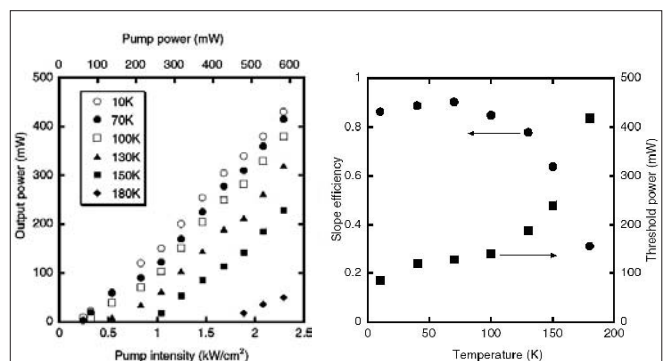 Pump power (mW)
0 100 200 300 400 500 600
500
400
300
200
100
0
Output power (mW)
10K
70K
100K
130K
150K
180K
0 0.5 1 1.5 2 2.5
Pump intensity (kW/cm²)
1
0.8
0.6
0.4
0.2
0
Slope efficiency
500
400
300
200
100
0
Threshold power (mW)
0 50 100 150 200
Temperature (K)